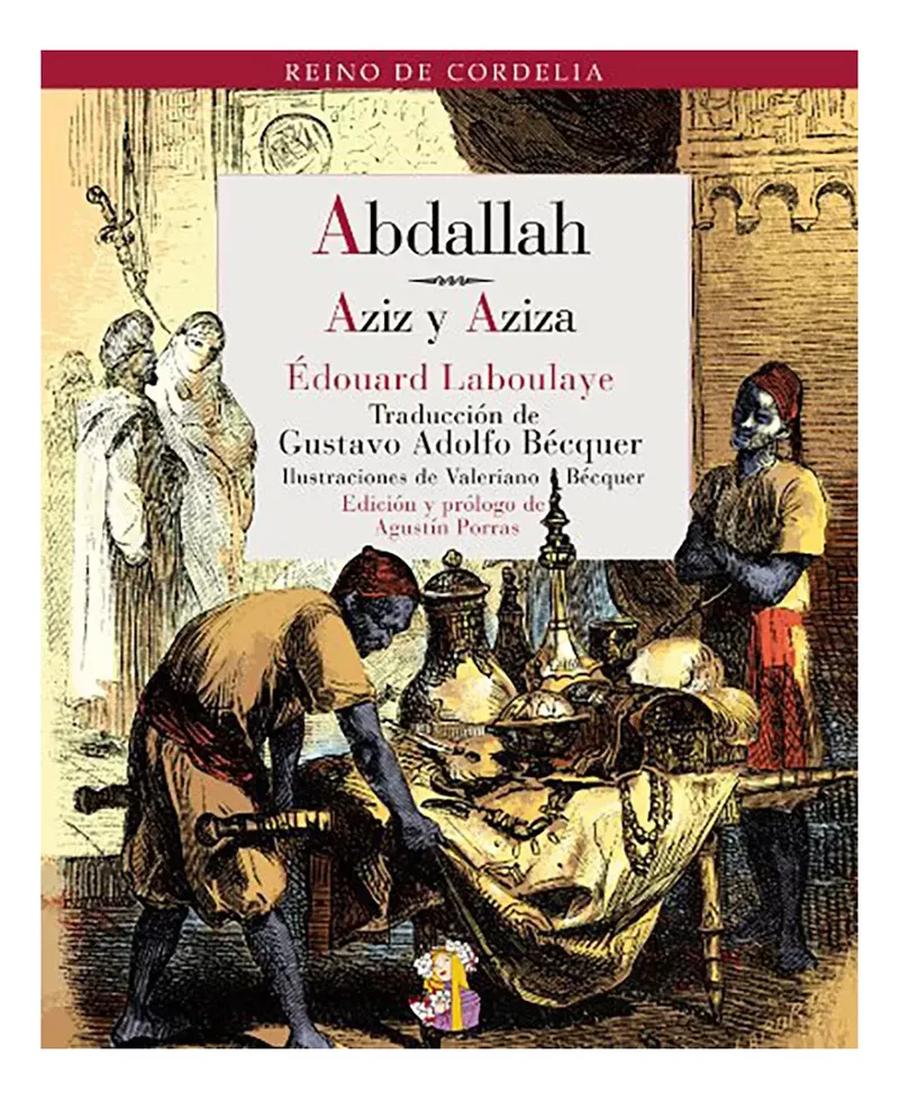 REINO DE CORDELIA
Abdallah
Aziz y Aziza
Édouard Laboulaye
Traducción de
Gustavo Adolfo Bécquer
Ilustraciones de Valeriano Bécquer
Edición y prólogo de
Agustín Porras